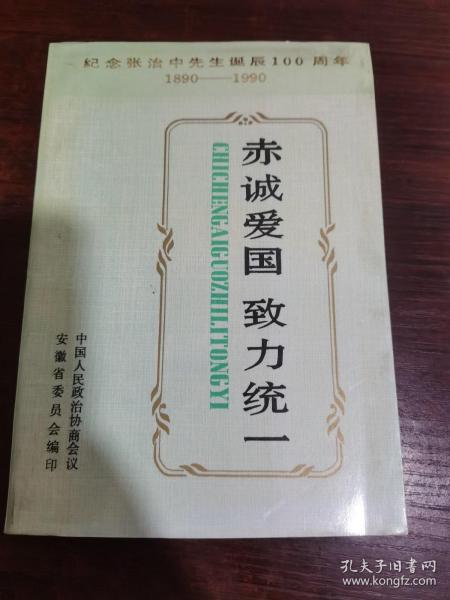 纪念张治中先生诞辰100周年
1890——1990
赤诚爱国 致力统一
CHICHENGAIGUOZHILITONGYI
中国人民政治协商会议
安徽省委员会编印
孔夫子旧书网
www.kongfz.com